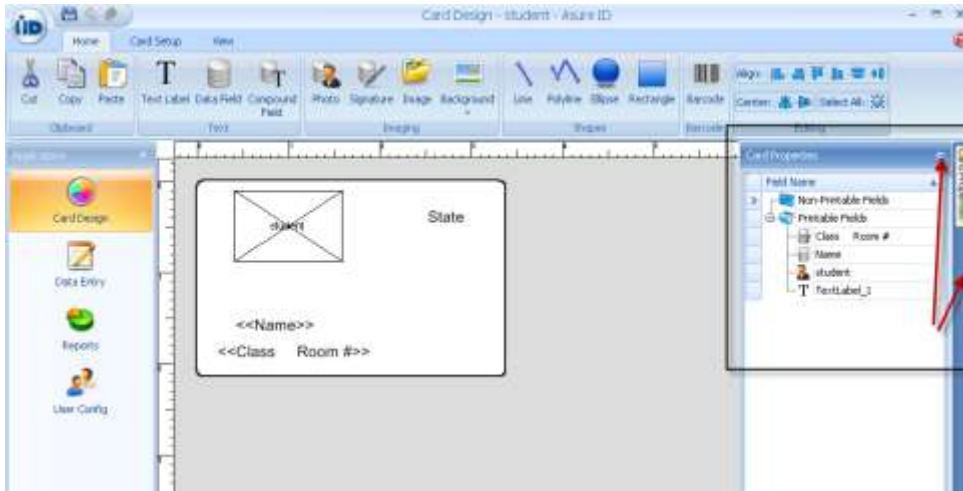 iiD
Card Design - student - Asure ID
Home Card Setup View
Cut Copy Paste Text Label Data Field Compound Field Photo Signature Image Background Line Polyline Ellipse Rectangle Barcode
Align:
Center: Select All:
Clipboard Text Imaging Shapes Barcode Editing
Card Properties
Field Name
Non-Printable Fields
Printable Fields
Class Room #
Name
student
TextLabel_1
Card Design
Data Entry
Reports
User Config
student
State
<<Name>>
<<Class Room #>>